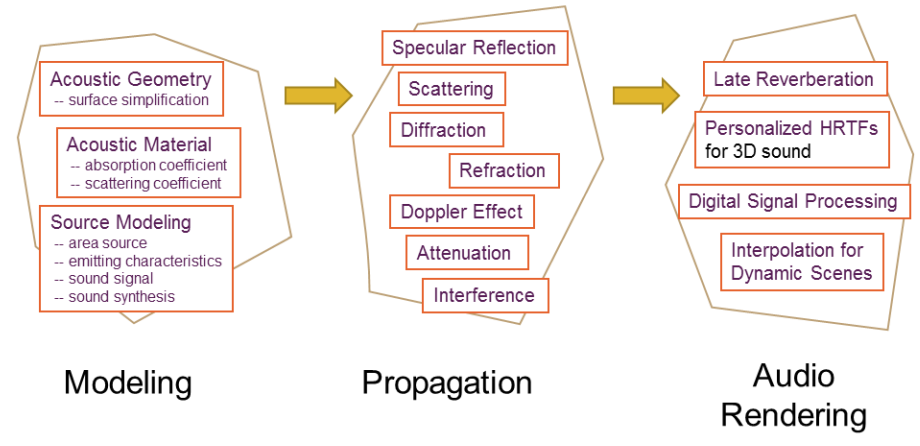 Acoustic Geometry
-- surface simplification
Acoustic Material
-- absorption coefficient
-- scattering coefficient
Source Modeling
-- area source
-- emitting characteristics
-- sound signal
-- sound synthesis
Modeling
Specular Reflection
Scattering
Diffraction
Refraction
Doppler Effect
Attenuation
Interference
Propagation
Late Reverberation
Personalized HRTFs
for 3D sound
Digital Signal Processing
Interpolation for
Dynamic Scenes
Audio
Rendering